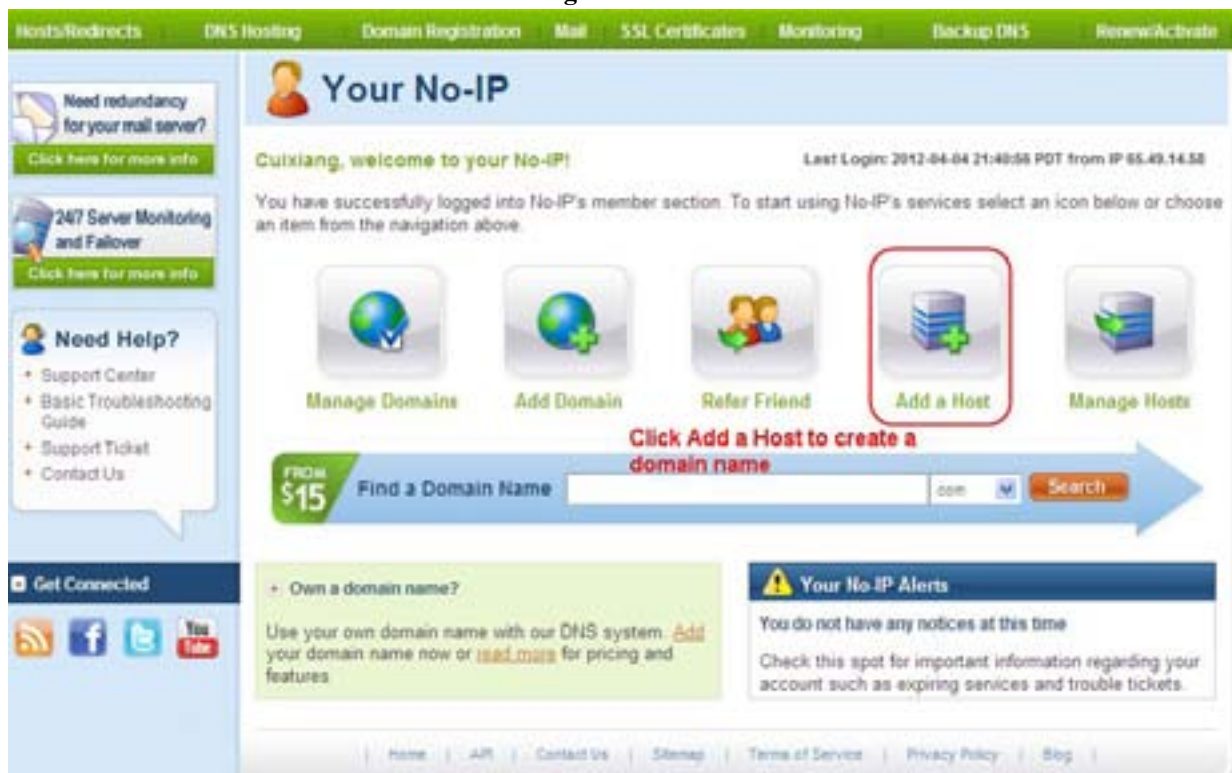 Hosts/Redirects DNS Hosting Domain Registration Mail SSL Certificates Monitoring Backup DNS Renew/Activate
Need redundancy
for your mail server?
Click here for more info
24/7 Server Monitoring
and Failover
Click here for more info
Need Help?
Support Center
Basic Troubleshooting
Guide
Support Ticket
Contact Us
Get Connected
You
Tube
Your No-IP
Cuixiang, welcome to your No-IP!
Last Login: 2012-04-04 21:40:56 PDT from IP 65.49.14.58
You have successfully logged into No-IP's member section. To start using No-IP's services select an icon below or choose
an item from the navigation above.
Manage Domains Add Domain Refer Friend Add a Host Manage Hosts
Click Add a Host to create a
domain name
FROM
$15
Find a Domain Name
.com
Search
+ Own a domain name?
Use your own domain name with our DNS system. Add
your domain name now or read more for pricing and
features
Your No-IP Alerts
You do not have any notices at this time
Check this spot for important information regarding your
account such as expiring services and trouble tickets.
| Home | API | Contact Us | Sitemap | Terms of Service | Privacy Policy | Blog |